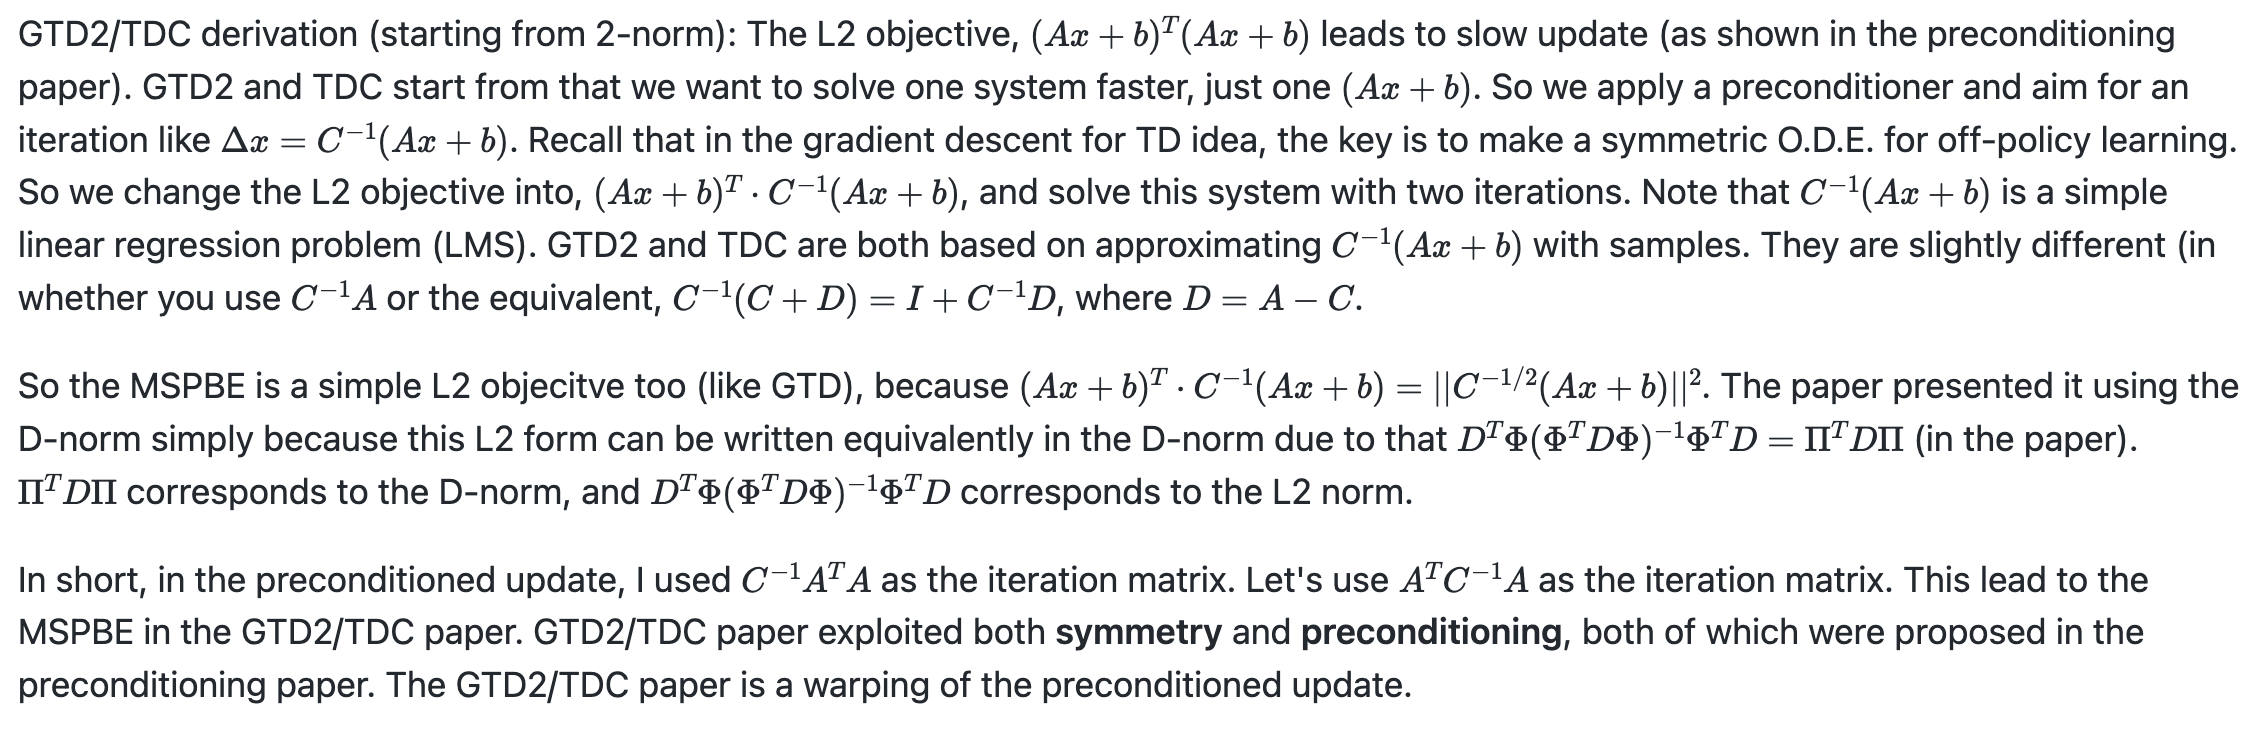 GTD2/TDC derivation (starting from 2-norm): The L2 objective, $(Ax + b)^T(Ax + b)$ leads to slow update (as shown in the preconditioning
paper). GTD2 and TDC start from that we want to solve one system faster, just one $(Ax + b)$. So we apply a preconditioner and aim for an
iteration like $\Delta x = C^{-1}(Ax + b)$. Recall that in the gradient descent for TD idea, the key is to make a symmetric O.D.E. for off-policy learning.
So we change the L2 objective into, $(Ax + b)^T \cdot C^{-1}(Ax + b)$, and solve this system with two iterations. Note that $C^{-1}(Ax + b)$ is a simple
linear regression problem (LMS). GTD2 and TDC are both based on approximating $C^{-1}(Ax + b)$ with samples. They are slightly different (in
whether you use $C^{-1}A$ or the equivalent, $C^{-1}(C + D) = I + C^{-1}D$, where $D = A - C$.
So the MSPBE is a simple L2 objecitve too (like GTD), because $(Ax + b)^T \cdot C^{-1}(Ax + b) = ||C^{-1/2}(Ax + b)||^2$. The paper presented it using the
D-norm simply because this L2 form can be written equivalently in the D-norm due to that $D^T\Phi(\Phi^T D\Phi)^{-1}\Phi^T D = \Pi^T D\Pi$ (in the paper).
$\Pi^T D\Pi$ corresponds to the D-norm, and $D^T\Phi(\Phi^T D\Phi)^{-1}\Phi^T D$ corresponds to the L2 norm.
In short, in the preconditioned update, I used $C^{-1}A^T A$ as the iteration matrix. Let's use $A^T C^{-1}A$ as the iteration matrix. This lead to the
MSPBE in the GTD2/TDC paper. GTD2/TDC paper exploited both symmetry and preconditioning, both of which were proposed in the
preconditioning paper. The GTD2/TDC paper is a warping of the preconditioned update.